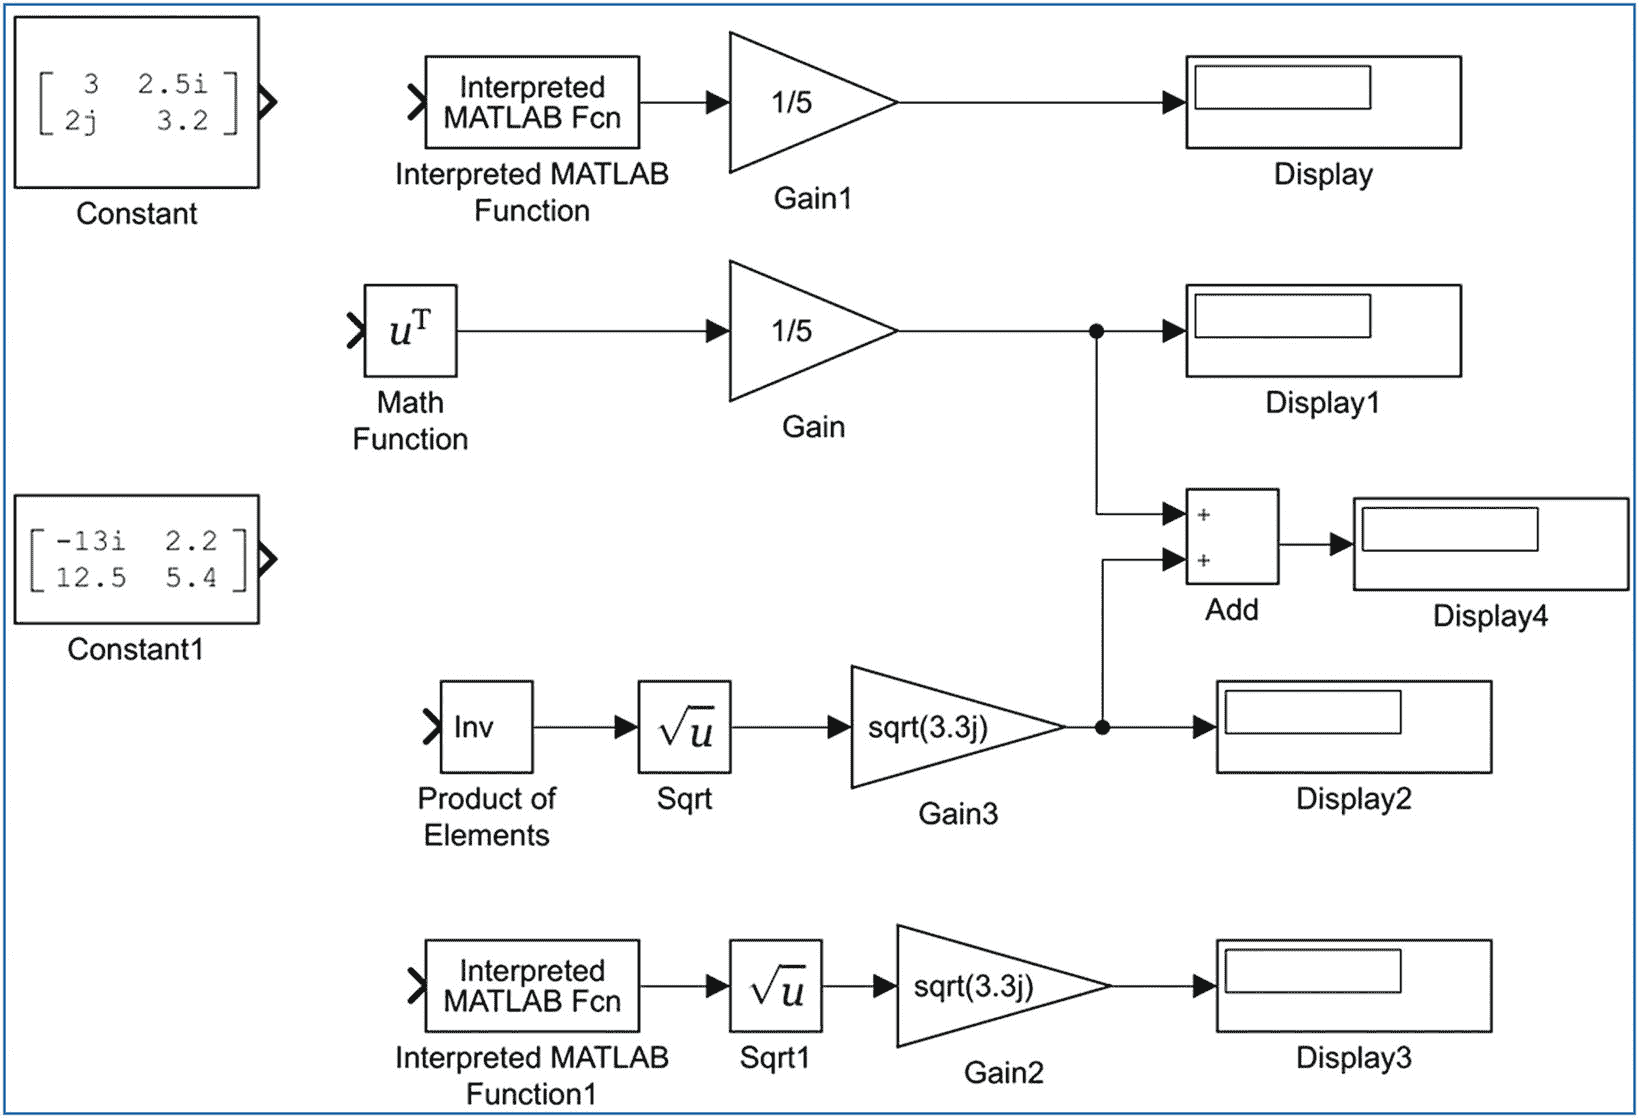 3 2.5i
2j 3.2
Constant
Interpreted
MATLAB Fcn
Interpreted MATLAB
Function
1/5
Gain1
Display
uT
Math
Function
1/5
Gain
Display1
-13i 2.2
12.5 5.4
Constant1
+
+
Add
Display4
Inv
Product of
Elements
√u
Sqrt
sqrt(3.3j)
Gain3
Display2
Interpreted
MATLAB Fcn
Interpreted MATLAB
Function1
√u
Sqrt1
sqrt(3.3j)
Gain2
Display3